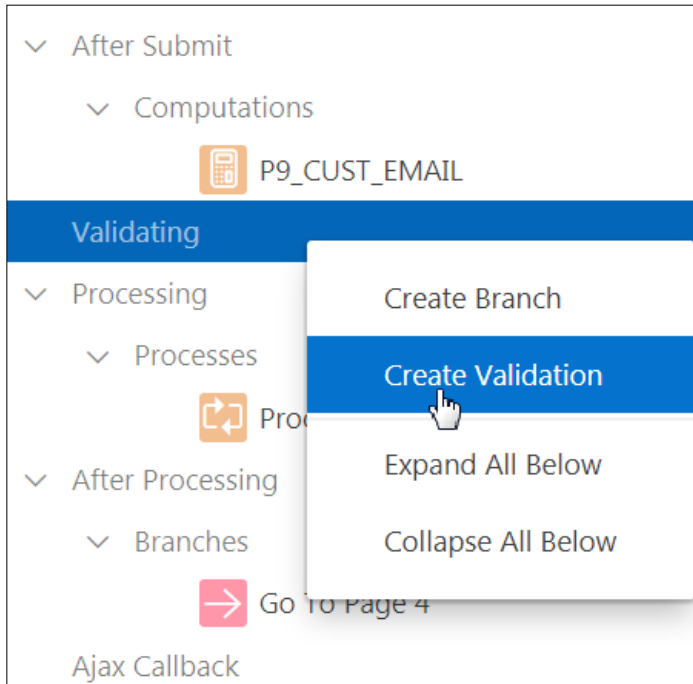 After Submit
Computations
P9_CUST_EMAIL
Validating
Create Branch
Processing
Create Validation
Processes
Expand All Below
After Processing
Collapse All Below
Branches
Go To Page 4
Ajax Callback